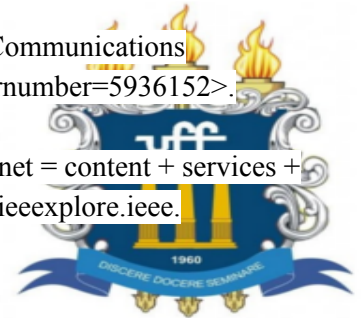 Communications
rnumber=5936152>.
net = content + services +
ieeexplore.ieee.
uff
1960
DISCERE DOCERE SEMINARE